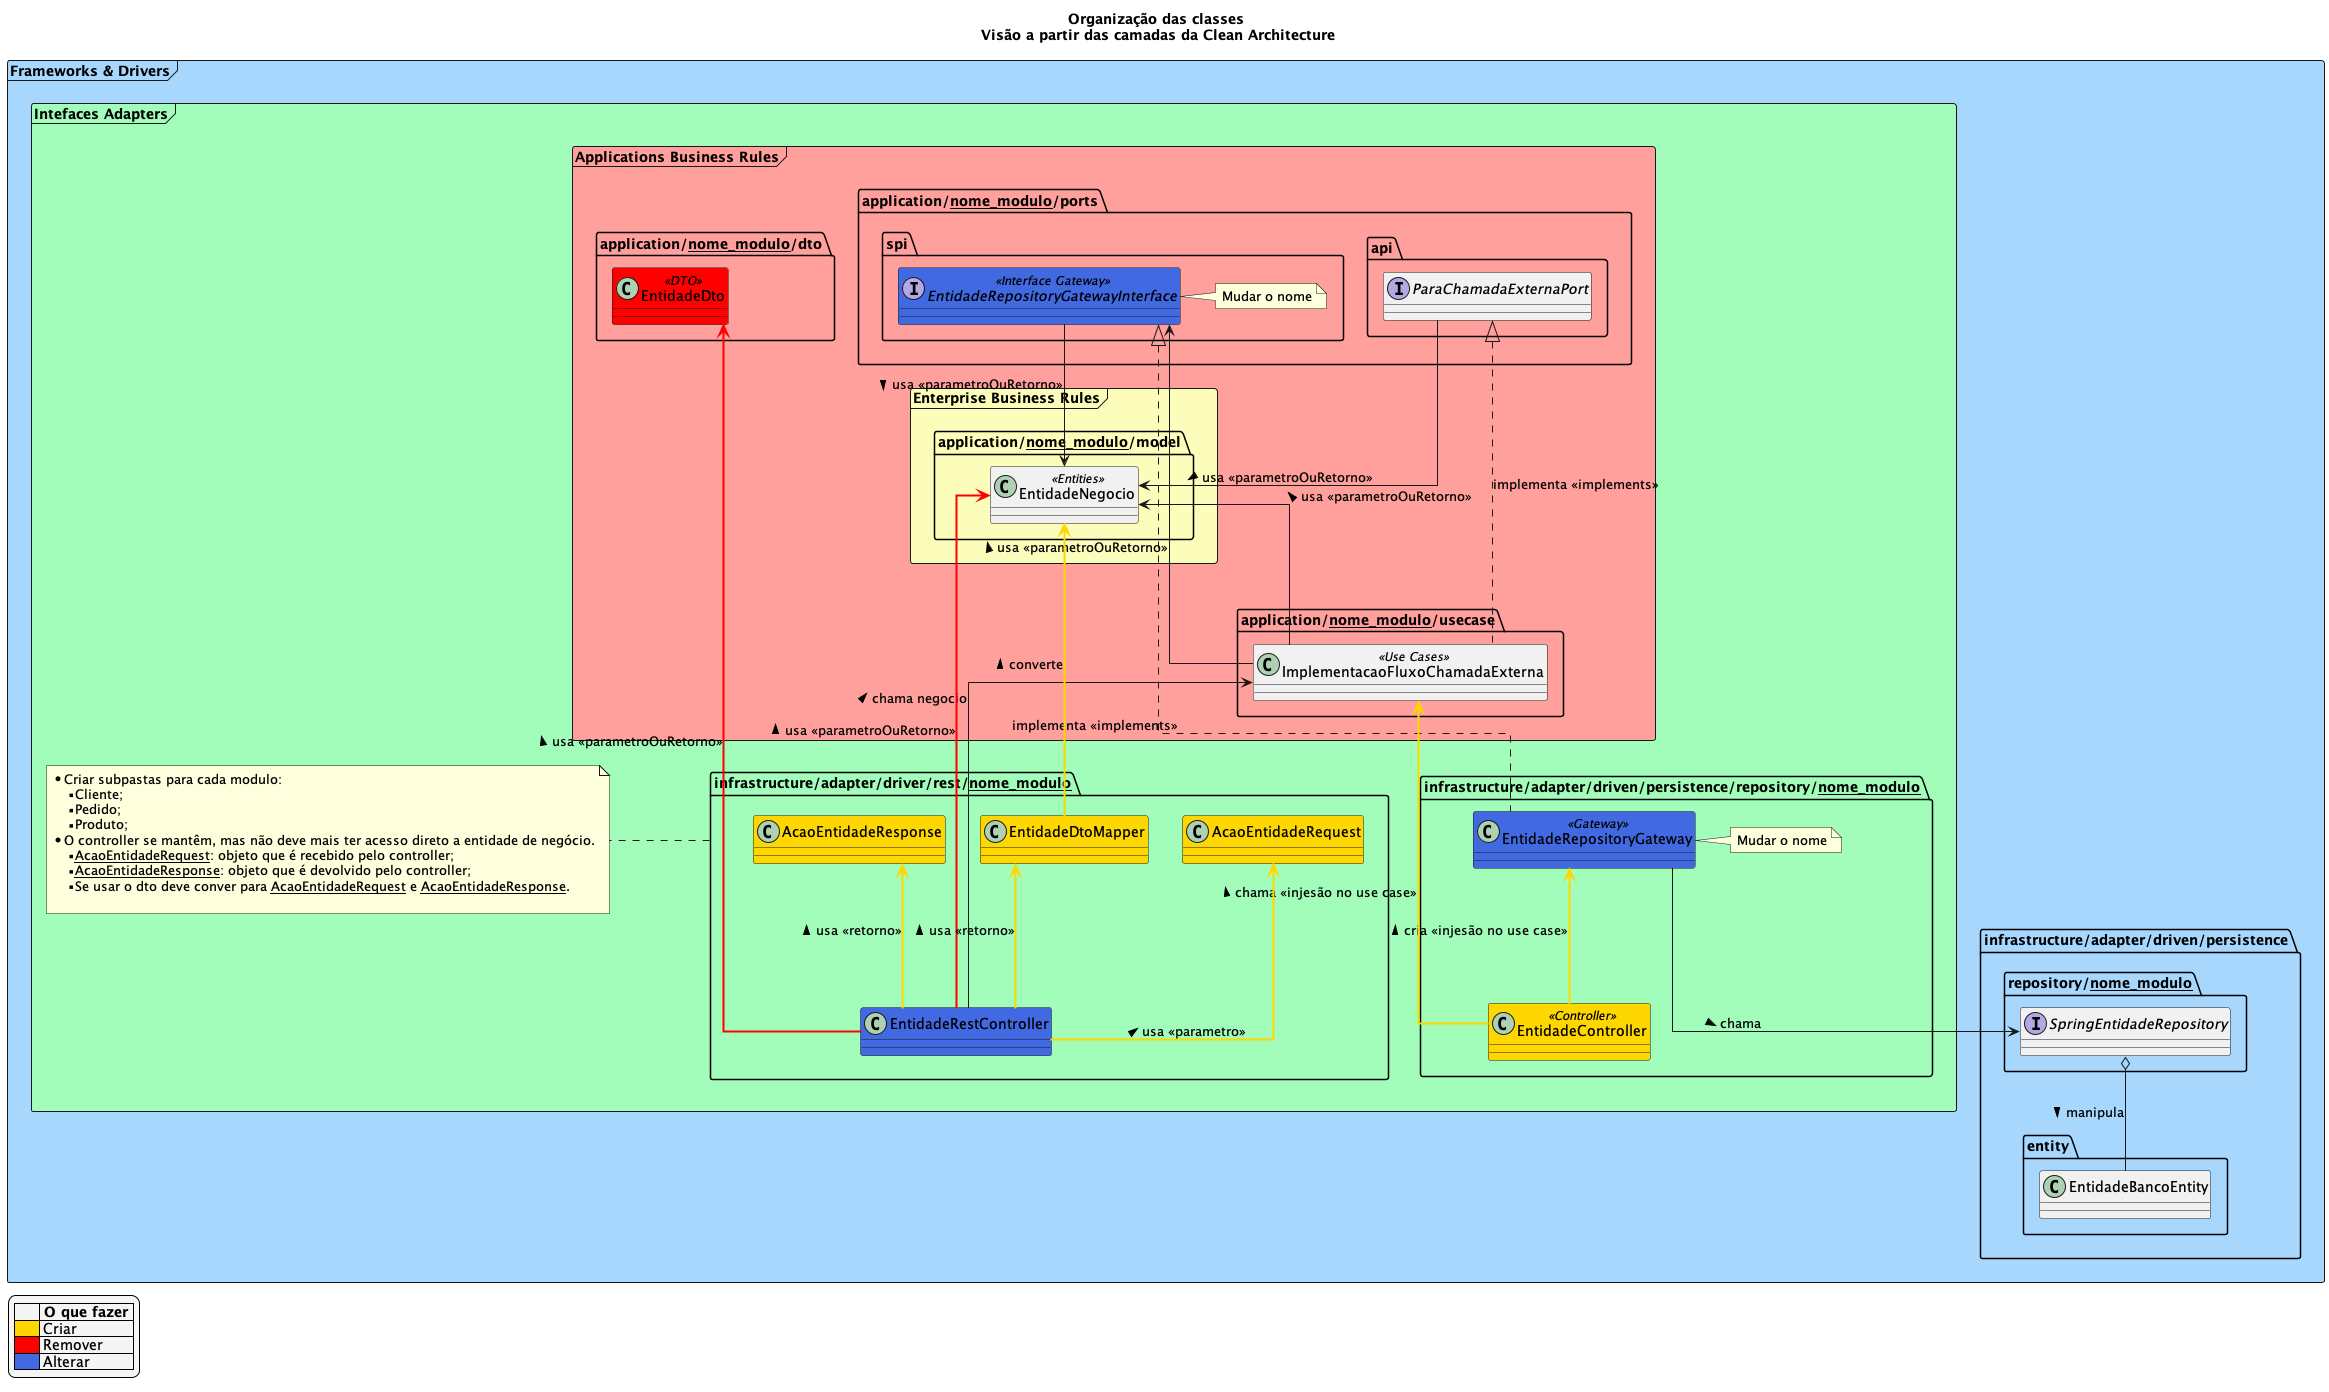 Organização das classes
Visão a partir das camadas da Clean Architecture
Frameworks & Drivers
Intefaces Adapters
Applications Business Rules
application/nome_modulo/ports
application/nome_modulo/dto
spi
api
«DTO»
EntidadeDto
«Interface Gateway»
EntidadeRepositoryGatewayInterface
Mudar o nome
ParaChamadaExternaPort
usa «parametroOuRetorno»
Enterprise Business Rules
application/nome_modulo/model
«Entities»
EntidadeNegocio
usa «parametroOuRetorno»
usa «parametroOuRetorno»
implementa «implements»
usa «parametroOuRetorno»
application/nome_modulo/usecase
«Use Cases»
ImplementacaoFluxoChamadaExterna
converte
chama negocio
usa «parametroOuRetorno»
implementa «implements»
usa «parametroOuRetorno»
Criar subpastas para cada modulo:
Cliente;
Pedido;
Produto;
O controller se mantêm, mas não deve mais ter acesso direto a entidade de negócio.
AcaoEntidadeRequest: objeto que é recebido pelo controller;
AcaoEntidadeResponse: objeto que é devolvido pelo controller;
Se usar o dto deve conver para AcaoEntidadeRequest e AcaoEntidadeResponse.
infrastructure/adapter/driver/rest/nome_modulo
AcaoEntidadeResponse
EntidadeDtoMapper
AcaoEntidadeRequest
infrastructure/adapter/driven/persistence/repository/nome_modulo
«Gateway»
EntidadeRepositoryGateway
Mudar o nome
chama «injesão no use case»
usa «retorno»
usa «retorno»
cria «injesão no use case»
EntidadeRestController
usa «parametro»
«Controller»
EntidadeController
chama
infrastructure/adapter/driven/persistence
repository/nome_modulo
SpringEntidadeRepository
manipula
entity
EntidadeBancoEntity
O que fazer
Criar
Remover
Alterar